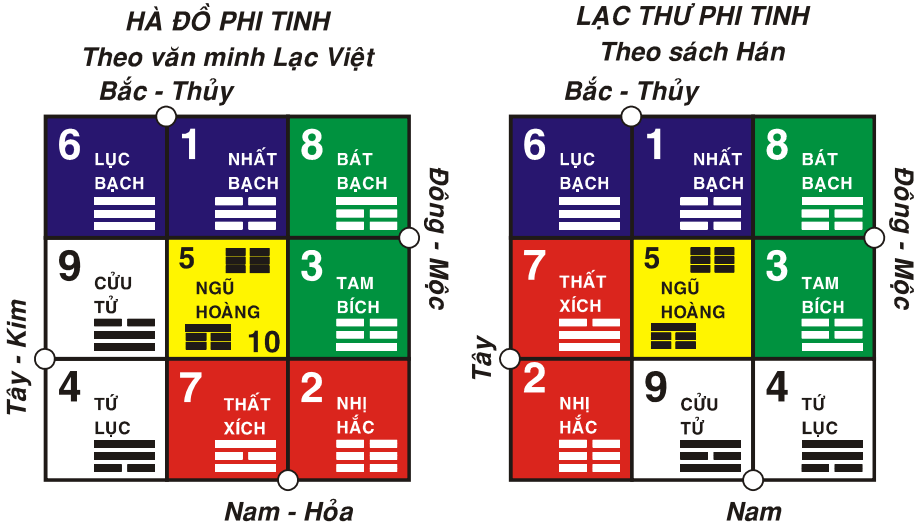 HÀ ĐỒ PHI TINH
Theo văn minh Lạc Việt
Bắc - Thủy
6
LỤC
BẠCH
1
NHẤT
BẠCH
8
BÁT
BẠCH
9
CỬU
TỬ
5
NGŨ
HOÀNG
10
3
TAM
BÍCH
4
TỨ
LỤC
7
THẤT
XÍCH
2
NHỊ
HẮC
Đông - Mộc
Tây - Kim
Nam - Hỏa
LẠC THƯ PHI TINH
Theo sách Hán
Bắc - Thủy
6
LỤC
BẠCH
1
NHẤT
BẠCH
8
BÁT
BẠCH
7
THẤT
XÍCH
5
NGŨ
HOÀNG
3
TAM
BÍCH
2
NHỊ
HẮC
9
CỬU
TỬ
4
TỨ
LỤC
Đông - Mộc
Tây
Nam